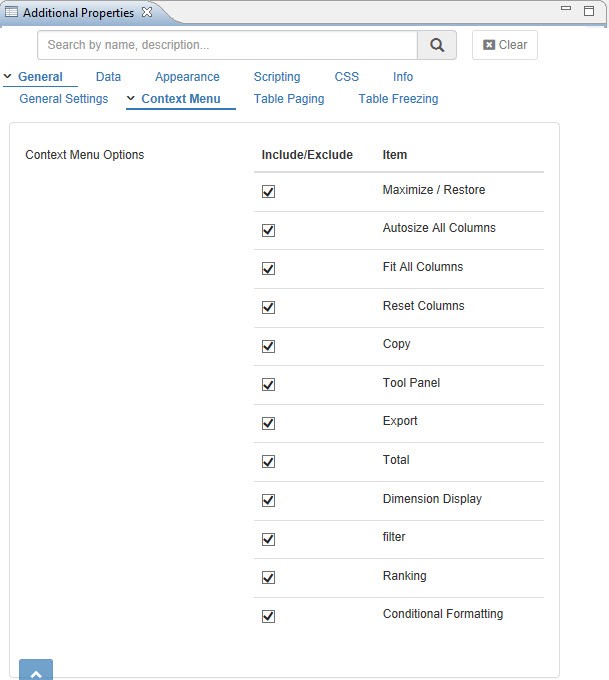 Additional Properties
Search by name, description...
Clear
General Data Appearance Scripting CSS Info
General Settings Context Menu Table Paging Table Freezing
Context Menu Options Include/Exclude Item
Maximize / Restore
Autosize All Columns
Fit All Columns
Reset Columns
Copy
Tool Panel
Export
Total
Dimension Display
filter
Ranking
Conditional Formatting